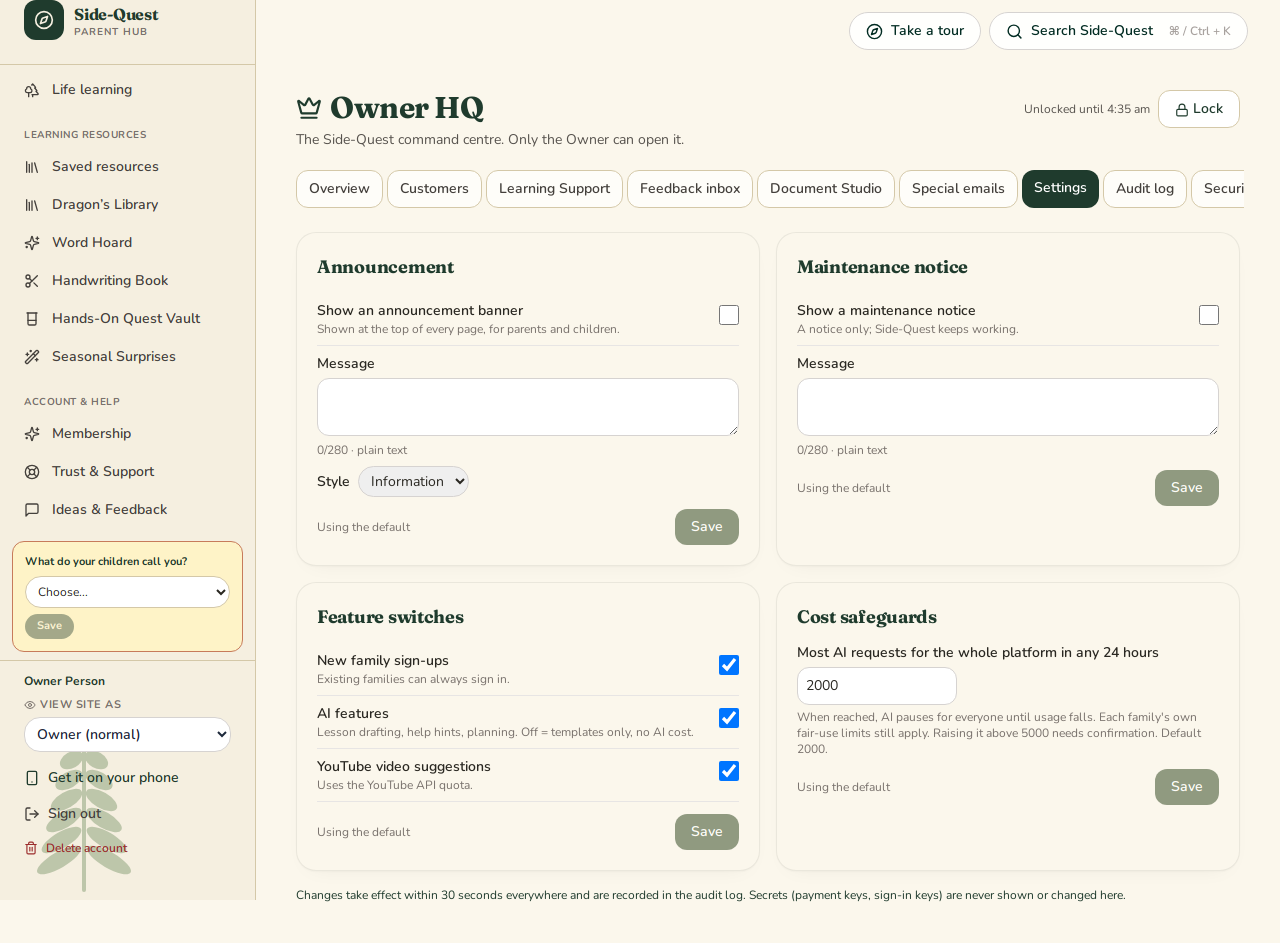 Side-Quest
PARENT HUB
Take a tour
Search Side-Quest ⌘ / Ctrl + K
Life learning
LEARNING RESOURCES
Saved resources
Dragon's Library
Word Hoard
Handwriting Book
Hands-On Quest Vault
Seasonal Surprises
ACCOUNT & HELP
Membership
Trust & Support
Ideas & Feedback
What do your children call you?
Choose...
Save
Owner Person
VIEW SITE AS
Owner (normal)
Get it on your phone
Sign out
Delete account
Owner HQ
The Side-Quest command centre. Only the Owner can open it.
Unlocked until 4:35 am
Lock
Overview Customers Learning Support Feedback inbox Document Studio Special emails Settings Audit log Securi
Announcement
Show an announcement banner
Shown at the top of every page, for parents and children.
Message
0/280 · plain text
Style Information
Using the default
Save
Maintenance notice
Show a maintenance notice
A notice only; Side-Quest keeps working.
Message
0/280 · plain text
Using the default
Save
Feature switches
New family sign-ups
Existing families can always sign in.
AI features
Lesson drafting, help hints, planning. Off = templates only, no AI cost.
YouTube video suggestions
Uses the YouTube API quota.
Using the default
Save
Cost safeguards
Most AI requests for the whole platform in any 24 hours
2000
When reached, AI pauses for everyone until usage falls. Each family's own
fair-use limits still apply. Raising it above 5000 needs confirmation. Default
2000.
Using the default
Save
Changes take effect within 30 seconds everywhere and are recorded in the audit log. Secrets (payment keys, sign-in keys) are never shown or changed here.